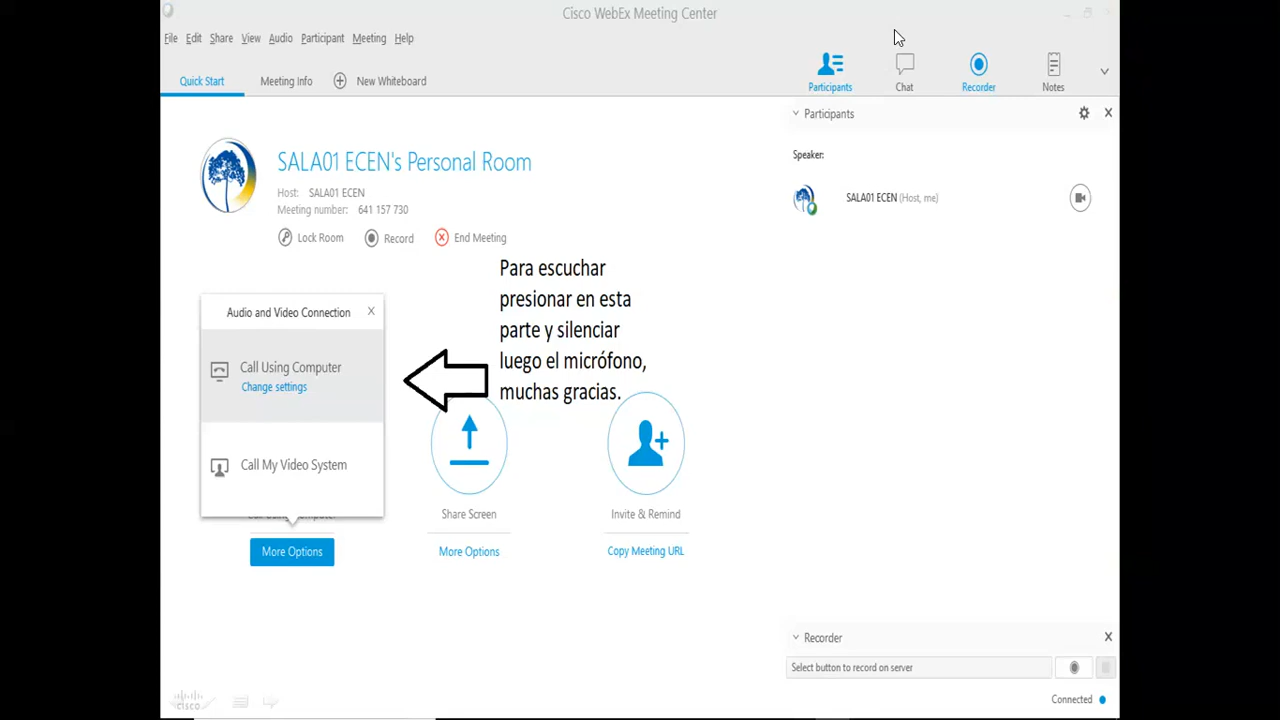 Cisco WebEx Meeting Center
File Edit Share View Audio Participant Meeting Help
Quick Start Meeting Info New Whiteboard
Participants Chat Recorder Notes
Participants
Speaker:
SALA01 ECEN (Host, me)
SALA01 ECEN's Personal Room
Host: SALA01 ECEN
Meeting number: 641 157 730
Lock Room Record End Meeting
Para escuchar
presionar en esta
parte y silenciar
luego el micrófono,
muchas gracias.
Audio and Video Connection
Call Using Computer
Change settings
Call My Video System
Call Using Computer
More Options
Share Screen
More Options
Invite & Remind
Copy Meeting URL
Recorder
Select button to record on server
cisco
Connected